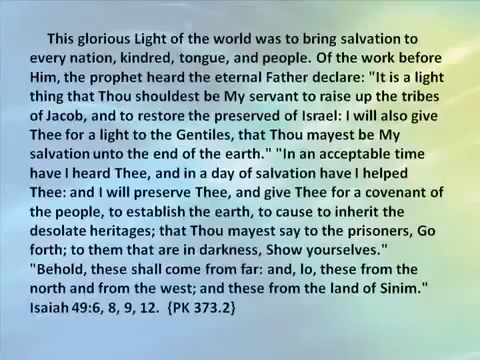 This glorious Light of the world was to bring salvation to
every nation, kindred, tongue, and people. Of the work before
Him, the prophet heard the eternal Father declare: "It is a light
thing that Thou shouldest be My servant to raise up the tribes
of Jacob, and to restore the preserved of Israel: I will also give
Thee for a light to the Gentiles, that Thou mayest be My
salvation unto the end of the earth." "In an acceptable time
have I heard Thee, and in a day of salvation have I helped
Thee: and I will preserve Thee, and give Thee for a covenant of
the people, to establish the earth, to cause to inherit the
desolate heritages; that Thou mayest say to the prisoners, Go
forth; to them that are in darkness, Show yourselves."
"Behold, these shall come from far: and, lo, these from the
north and from the west; and these from the land of Sinim."
Isaiah 49:6, 8, 9, 12. {PK 373.2}